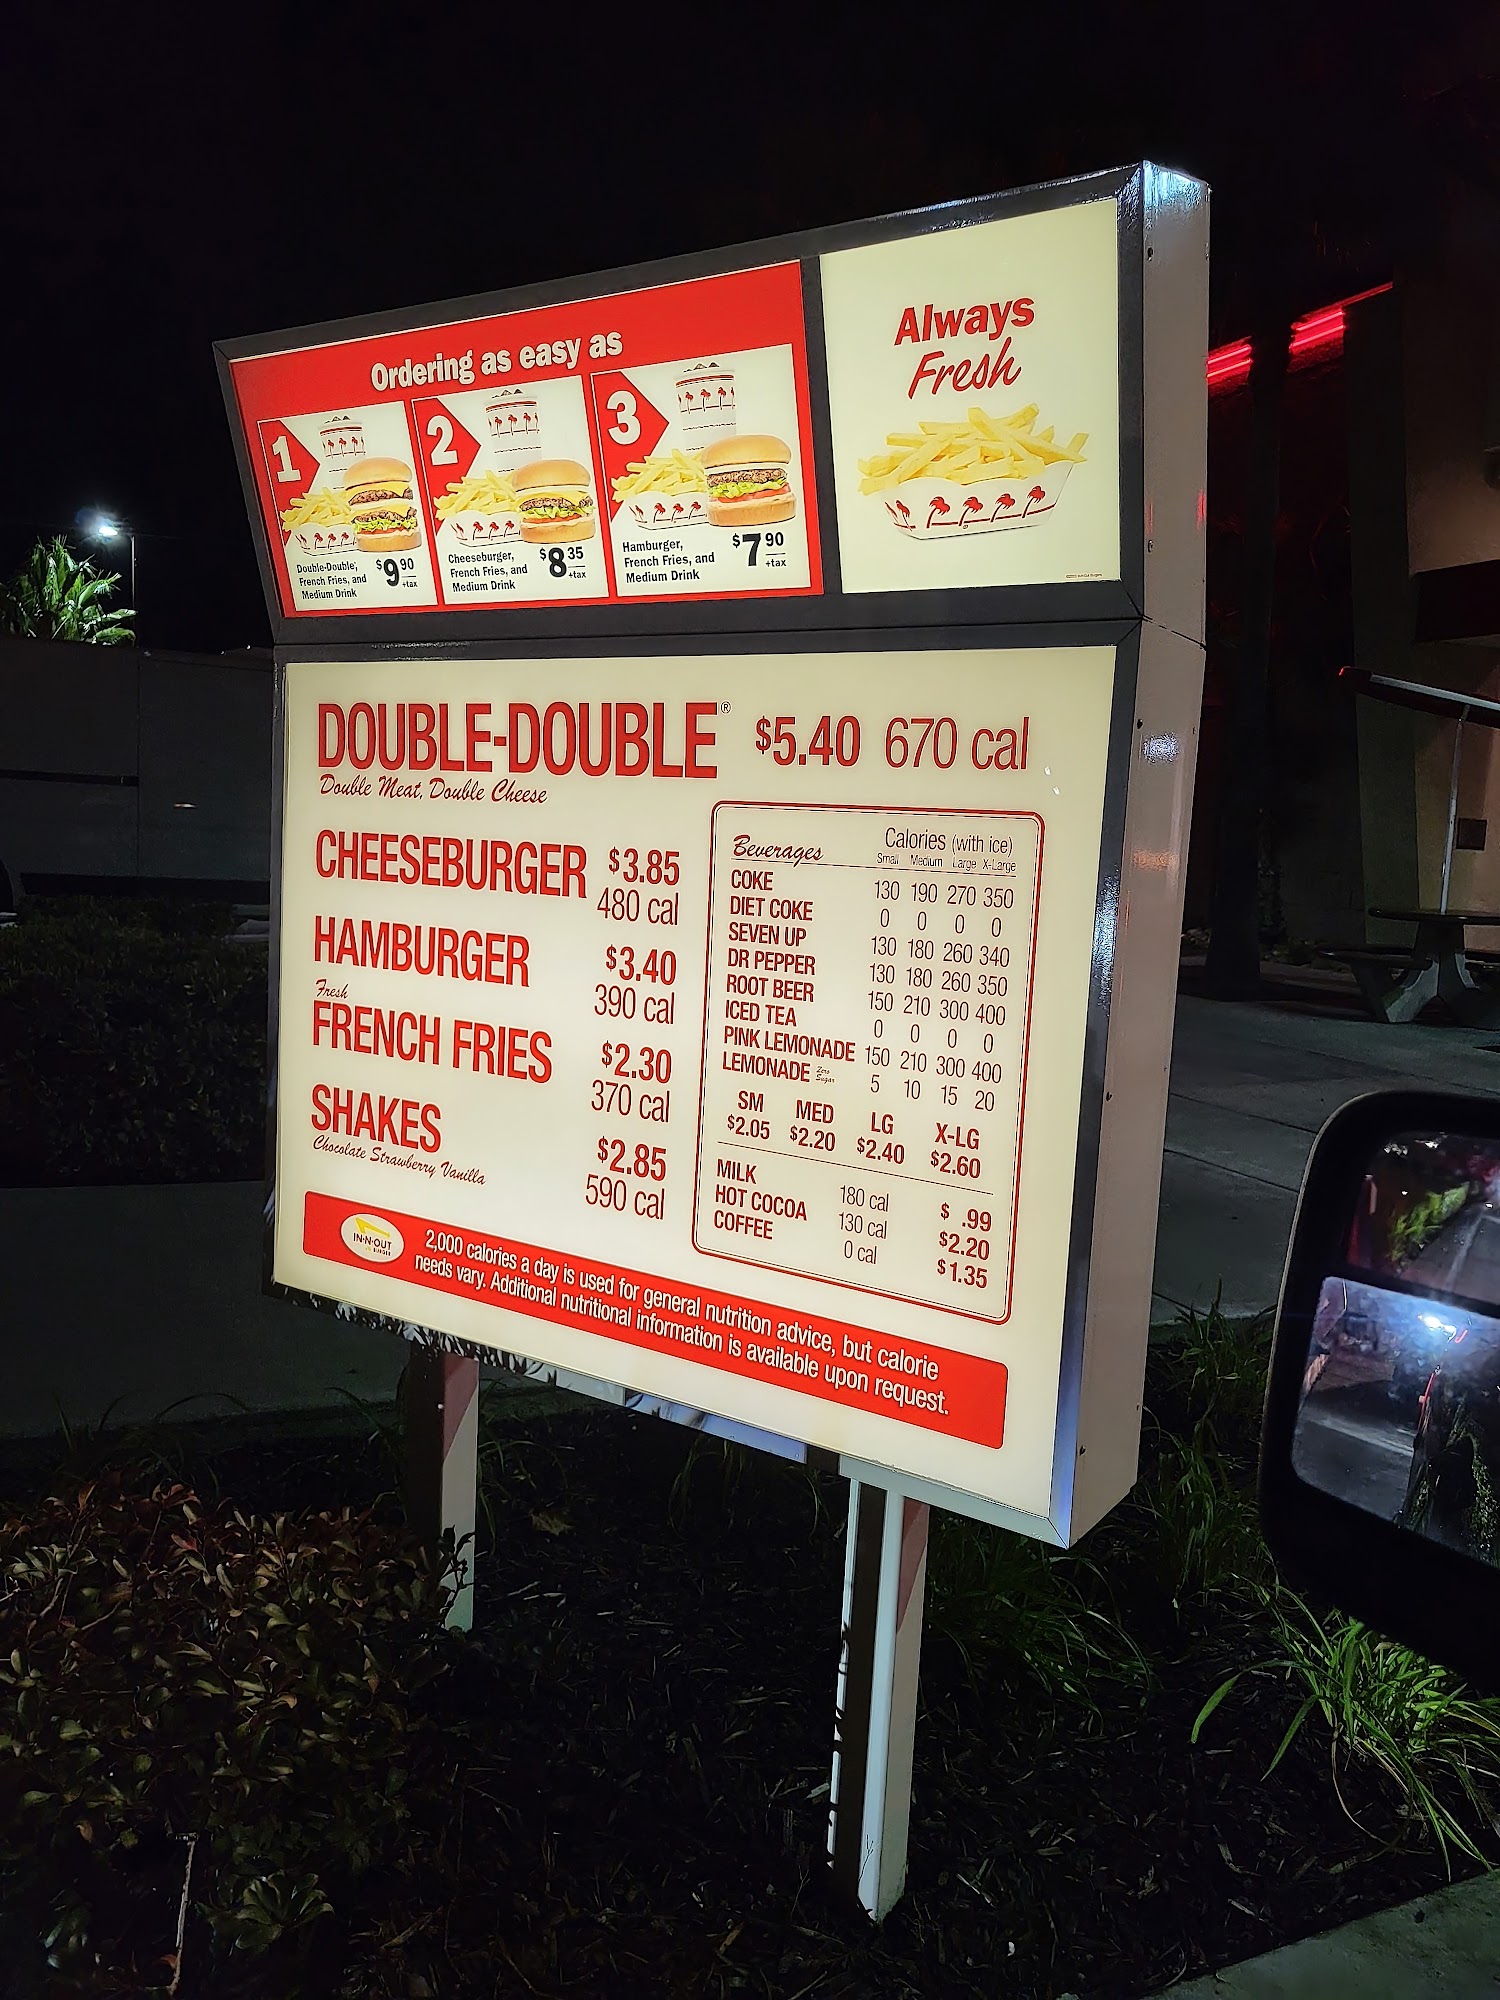 Ordering as easy as
1
Double-Double®,
French Fries, and
Medium Drink
$9 90
+tax
2
Cheeseburger,
French Fries, and
Medium Drink
$8 35
+tax
3
Hamburger,
French Fries, and
Medium Drink
$7 90
+tax
Always
Fresh
DOUBLE-DOUBLE® $5.40 670 cal
Double Meat, Double Cheese
CHEESEBURGER $3.85
480 cal
HAMBURGER $3.40
390 cal
Fresh
FRENCH FRIES $2.30
370 cal
SHAKES $2.85
Chocolate Strawberry Vanilla
590 cal
Beverages Calories (with ice)
Small Medium Large X-Large
COKE 130 190 270 350
DIET COKE 0 0 0 0
SEVEN UP 130 180 260 340
DR PEPPER 130 180 260 350
ROOT BEER 150 210 300 400
ICED TEA 0 0 0 0
PINK LEMONADE 150 210 300 400
LEMONADE Zero Sugar 5 10 15 20
SM MED LG X-LG
$2.05 $2.20 $2.40 $2.60
MILK 180 cal $ .99
HOT COCOA 130 cal $2.20
COFFEE 0 cal $1.35
IN-N-OUT
BURGER
2,000 calories a day is used for general nutrition advice, but calorie
needs vary. Additional nutritional information is available upon request.